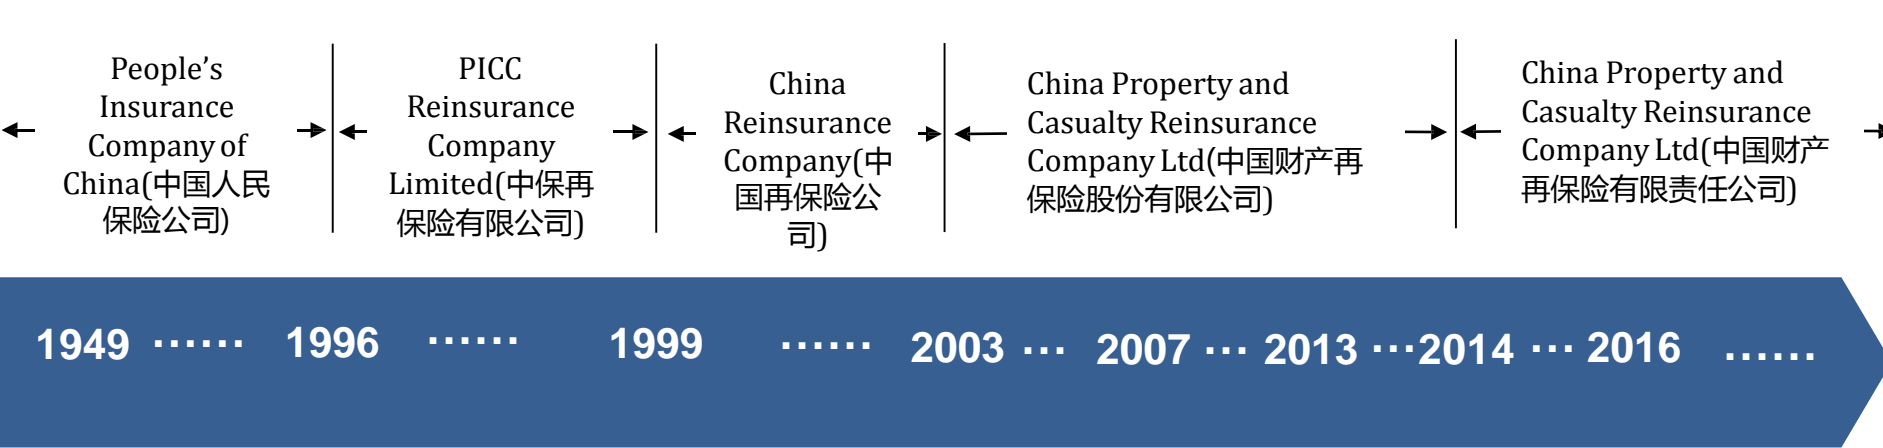 People’s
Insurance
Company of
China(中国人民
保险公司)
PICC
Reinsurance
Company
Limited(中保再
保险有限公司)
China
Reinsurance
Company(中
国再保险公
司)
China Property and
Casualty Reinsurance
Company Ltd(中国财产再
保险股份有限公司)
China Property and
Casualty Reinsurance
Company Ltd(中国财产
再保险有限责任公司)
1949 …… 1996 …… 1999 …… 2003 … 2007 … 2013 …2014 … 2016 ……